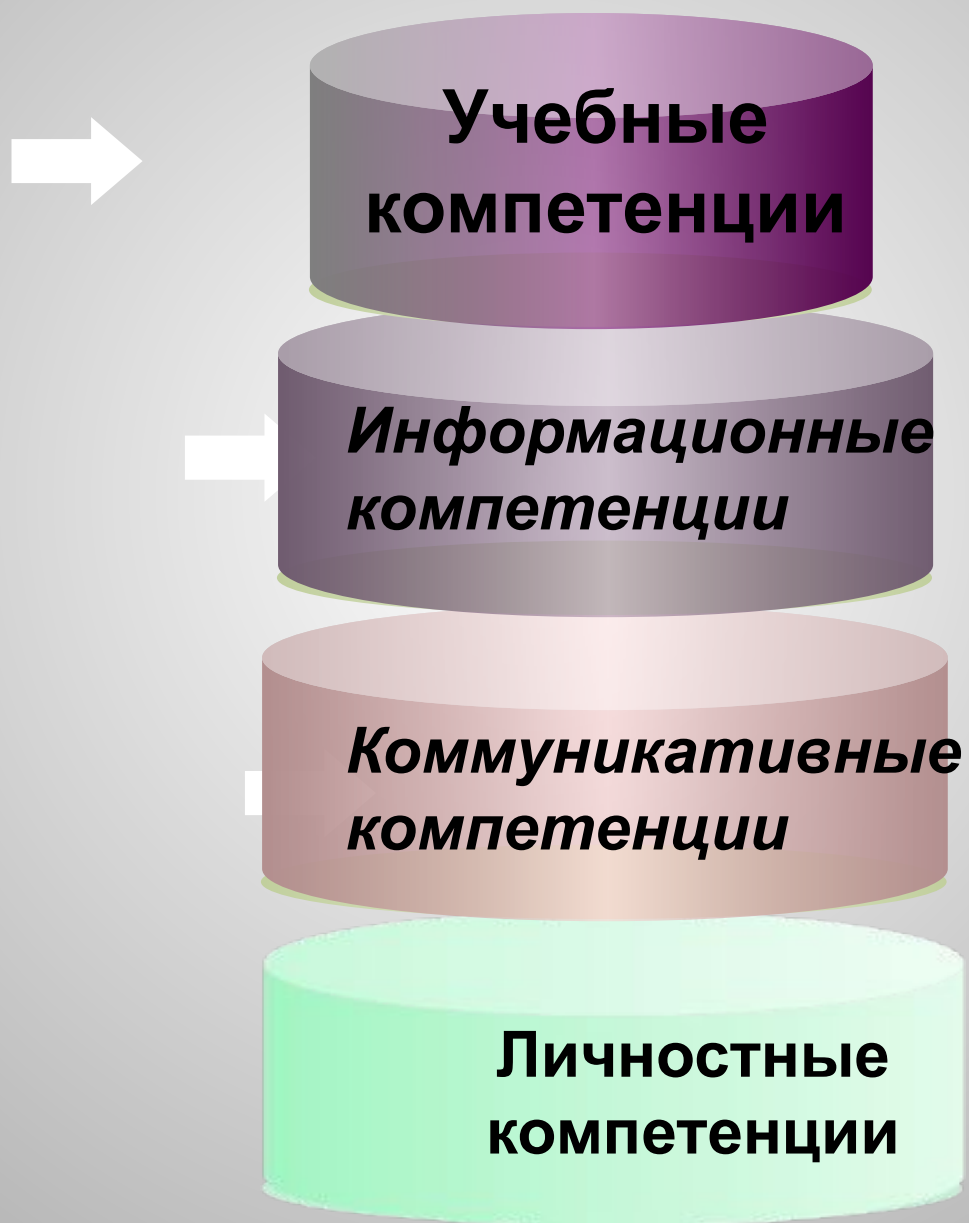 Учебные
компетенции
Информационные
компетенции
Коммуникативные
компетенции
Личностные
компетенции